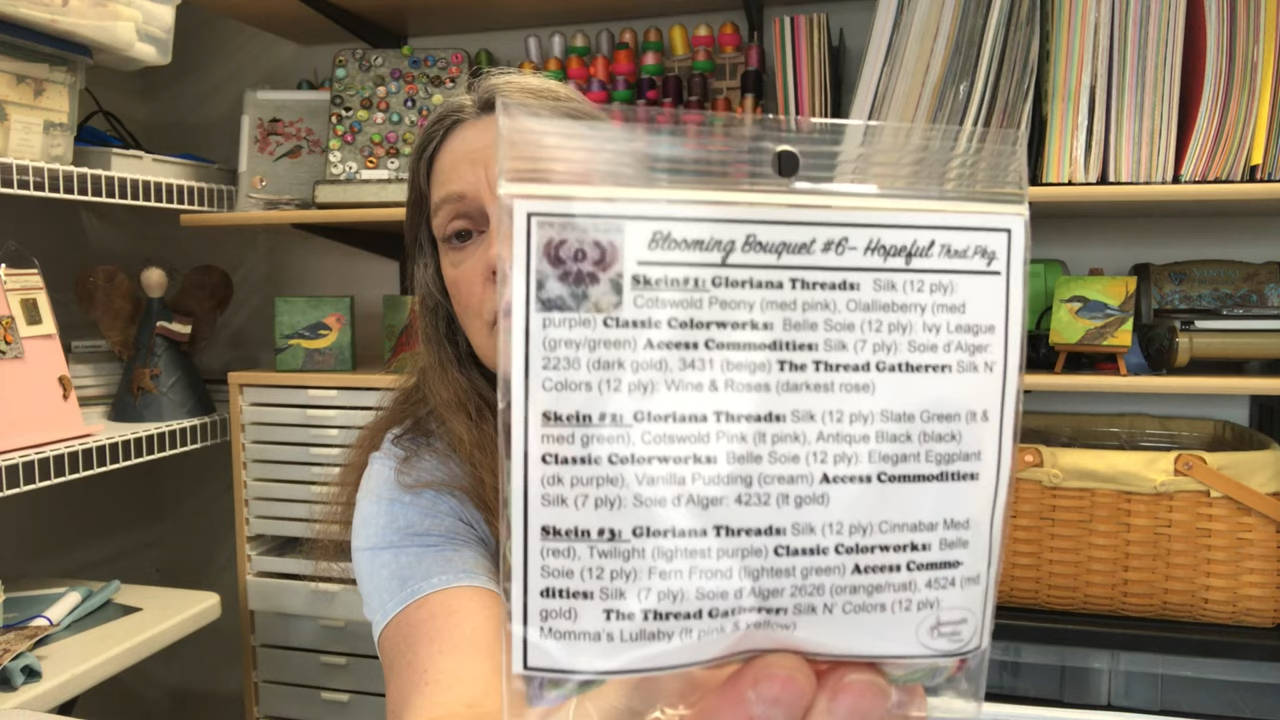 Blooming Bouquet #6- Hopeful Thrd.Pkg.
Skein#1: Gloriana Threads: Silk (12 ply):
Cotswold Peony (med pink), Olallieberry (med
purple) Classic Colorworks: Belle Soie (12 ply): Ivy League
(grey/green) Access Commodities: Silk (7 ply): Soie d'Alger:
2236 (dark gold), 3431 (beige) The Thread Gatherer: Silk N'
Colors (12 ply): Wine & Roses (darkest rose)
Skein #2: Gloriana Threads: Silk (12 ply):Slate Green (lt &
med green), Cotswold Pink (lt pink), Antique Black (black)
Classic Colorworks: Belle Soie (12 ply): Elegant Eggplant
(dk purple), Vanilla Pudding (cream) Access Commodities:
Silk (7 ply): Soie d'Alger: 4232 (lt gold)
Skein #3: Gloriana Threads: Silk (12 ply):Cinnabar Med.
(red), Twilight (lightest purple) Classic Colorworks: Belle
Soie (12 ply): Fern Frond (lightest green) Access Commo-
dities: Silk (7 ply): Soie d'Alger 2626 (orange/rust), 4524 (md
gold) The Thread Gatherer: Silk N' Colors (12 ply):
Momma's Lullaby (lt pink & yellow)